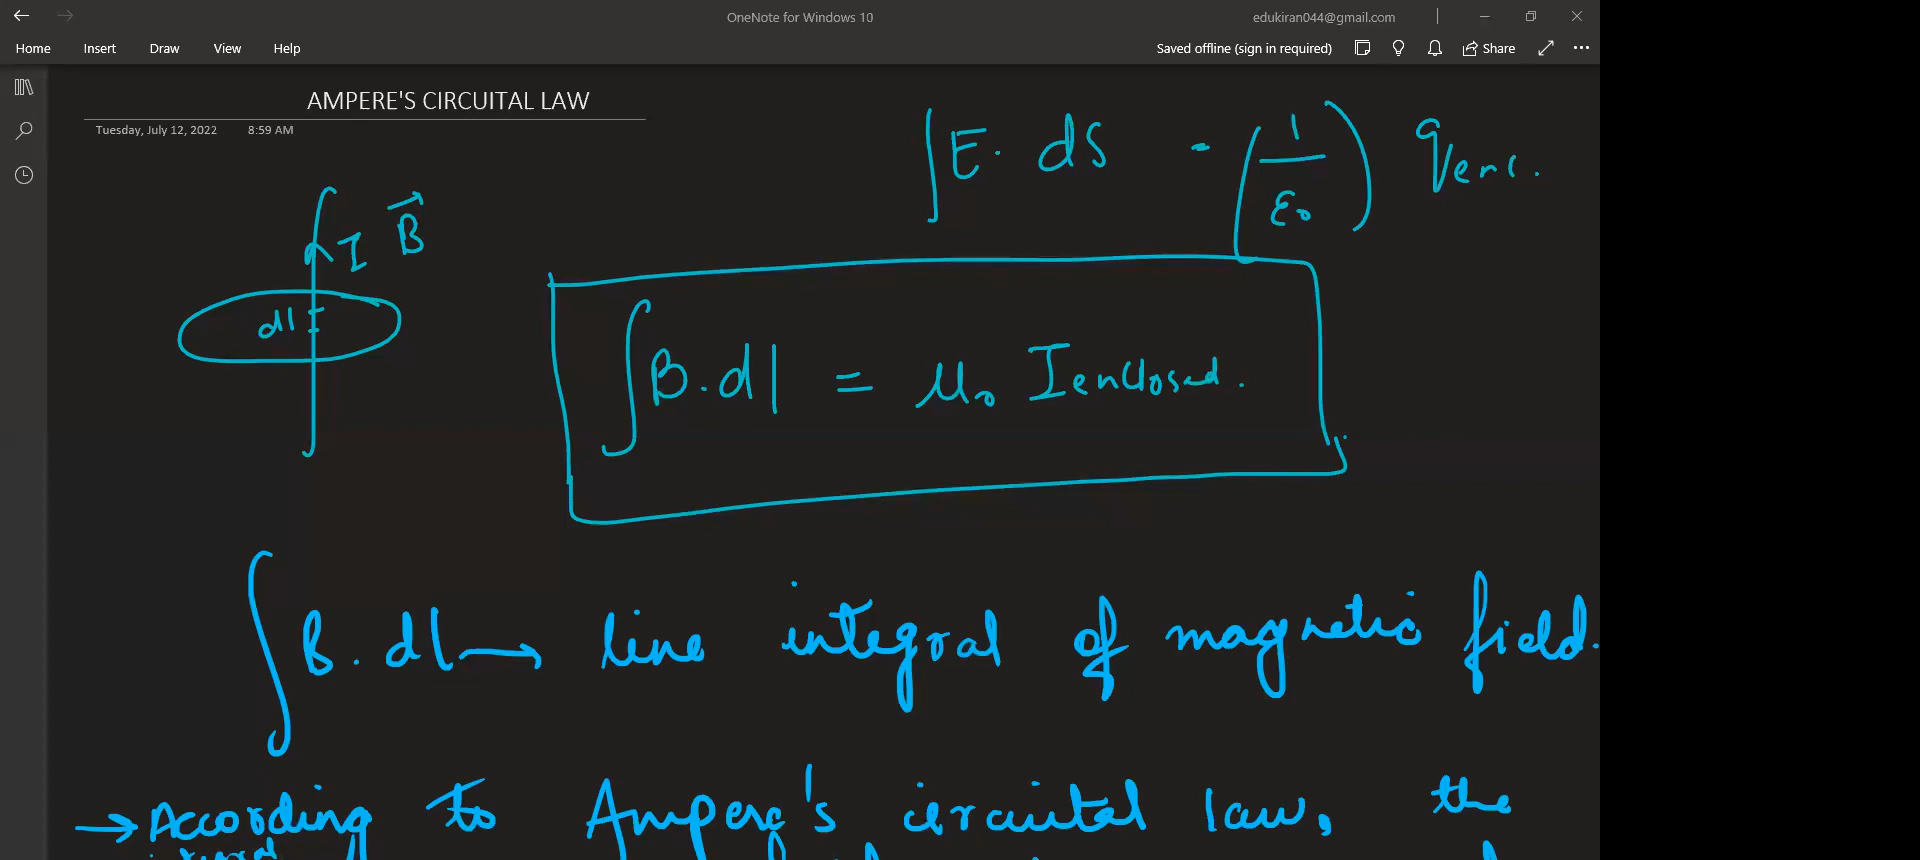 OneNote for Windows 10
edukiran044@gmail.com
Home Insert Draw View Help
Saved offline (sign in required) Share
AMPERE'S CIRCUITAL LAW
Tuesday, July 12, 2022 8:59 AM
∫E. dS - (1/ε₀) qenc.
I B⃗
dl
∫B.dl = μ₀ Ienclosed.
∫B.dl → line integral of magnetic field.
→ According to Ampere's circuital law, the